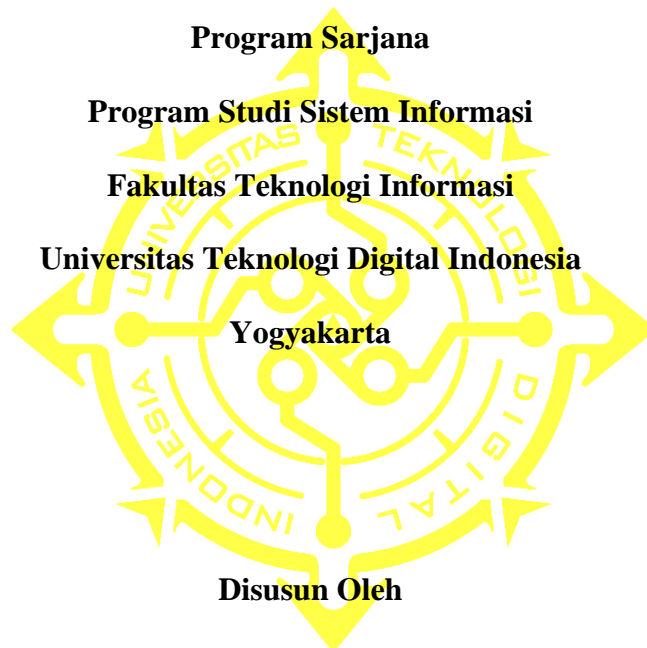 Program Sarjana
Program Studi Sistem Informasi
Fakultas Teknologi Informasi
Universitas Teknologi Digital Indonesia
Yogyakarta
Disusun Oleh
UNIVERSITAS TEKNOLOGI DIGITAL INDONESIA